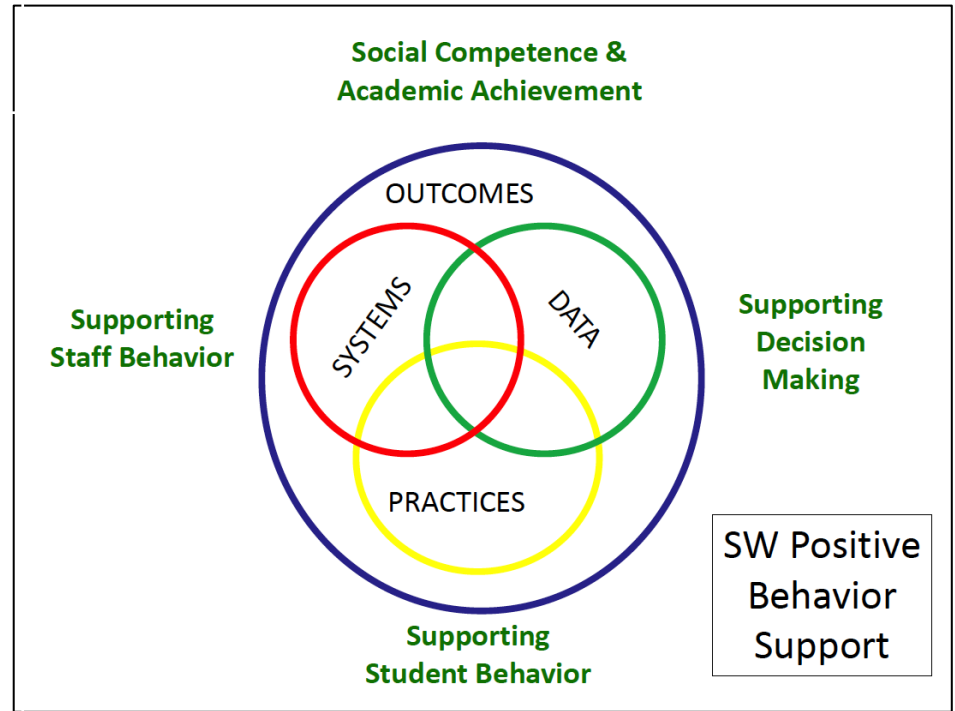 Social Competence &
Academic Achievement
OUTCOMES
SYSTEMS
DATA
Supporting
Staff Behavior
Supporting
Decision
Making
PRACTICES
Supporting
Student Behavior
SW Positive
Behavior
Support